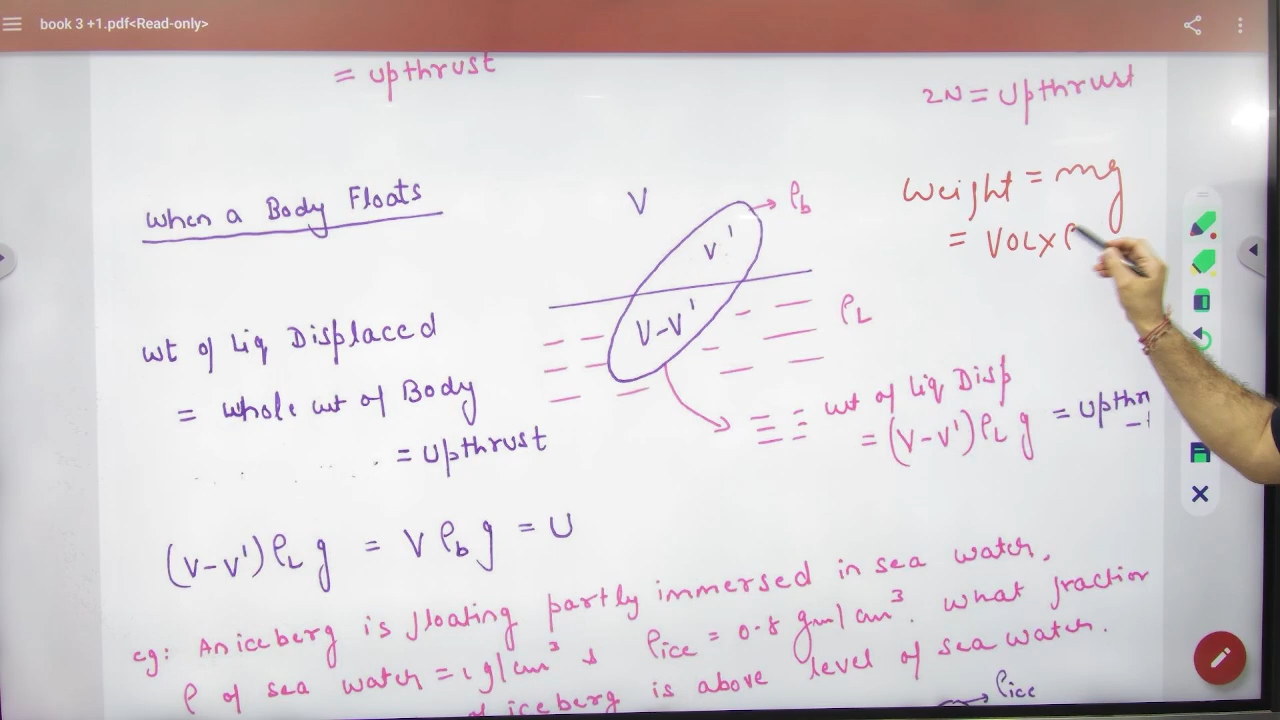 book 3 +1.pdf<Read-only>
= upthrust
2N = Upthrust
When a Body Floats
V
ρb
V'
V-V'
ρL
Weight = mg
= VOL x ρ
wt of Liq Displaced
= whole wt of Body
= Upthrust
wt of liq Disp
= (V-V') ρL g = Upthr
(V-V') ρL g = V ρb g = U
eg: An iceberg is floating partly immersed in sea water.
ρ of sea water = 1 g/cm³ & ρice = 0.8 gm/cm³. What fraction
of iceberg is above level of sea water.
ρice